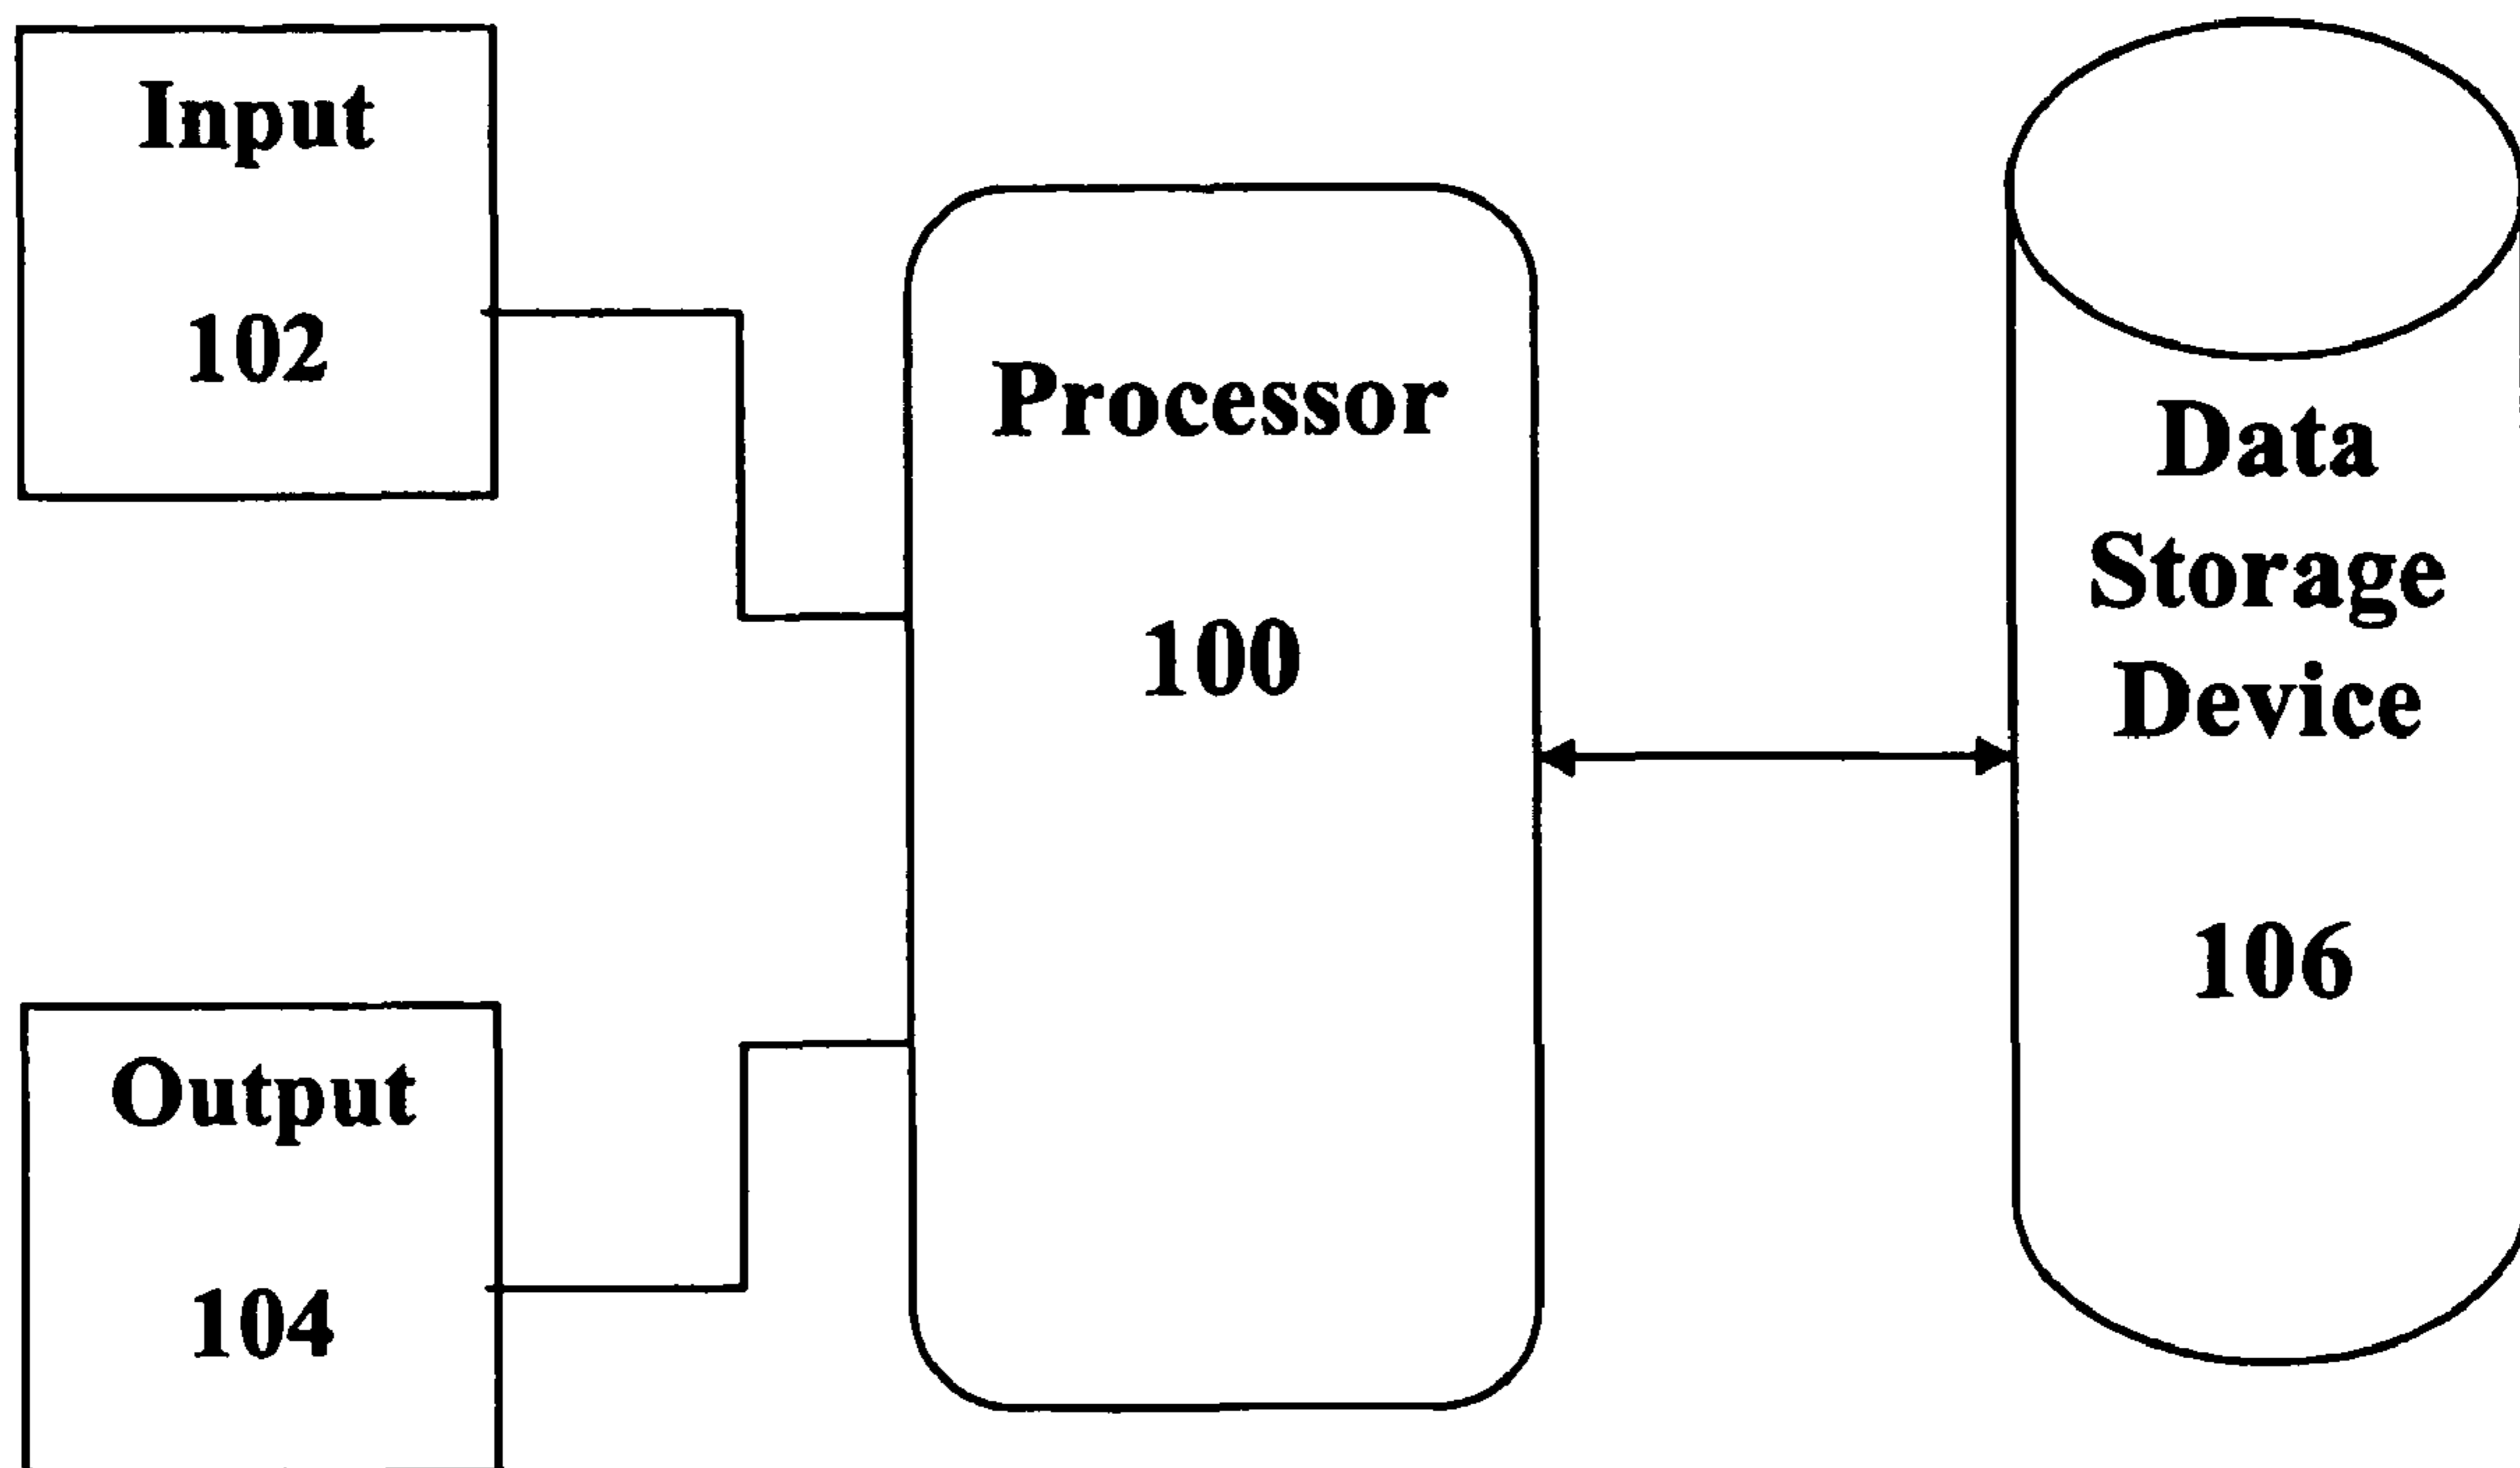 Input
102
Processor
100
Data
Storage
Device
106
Output
104